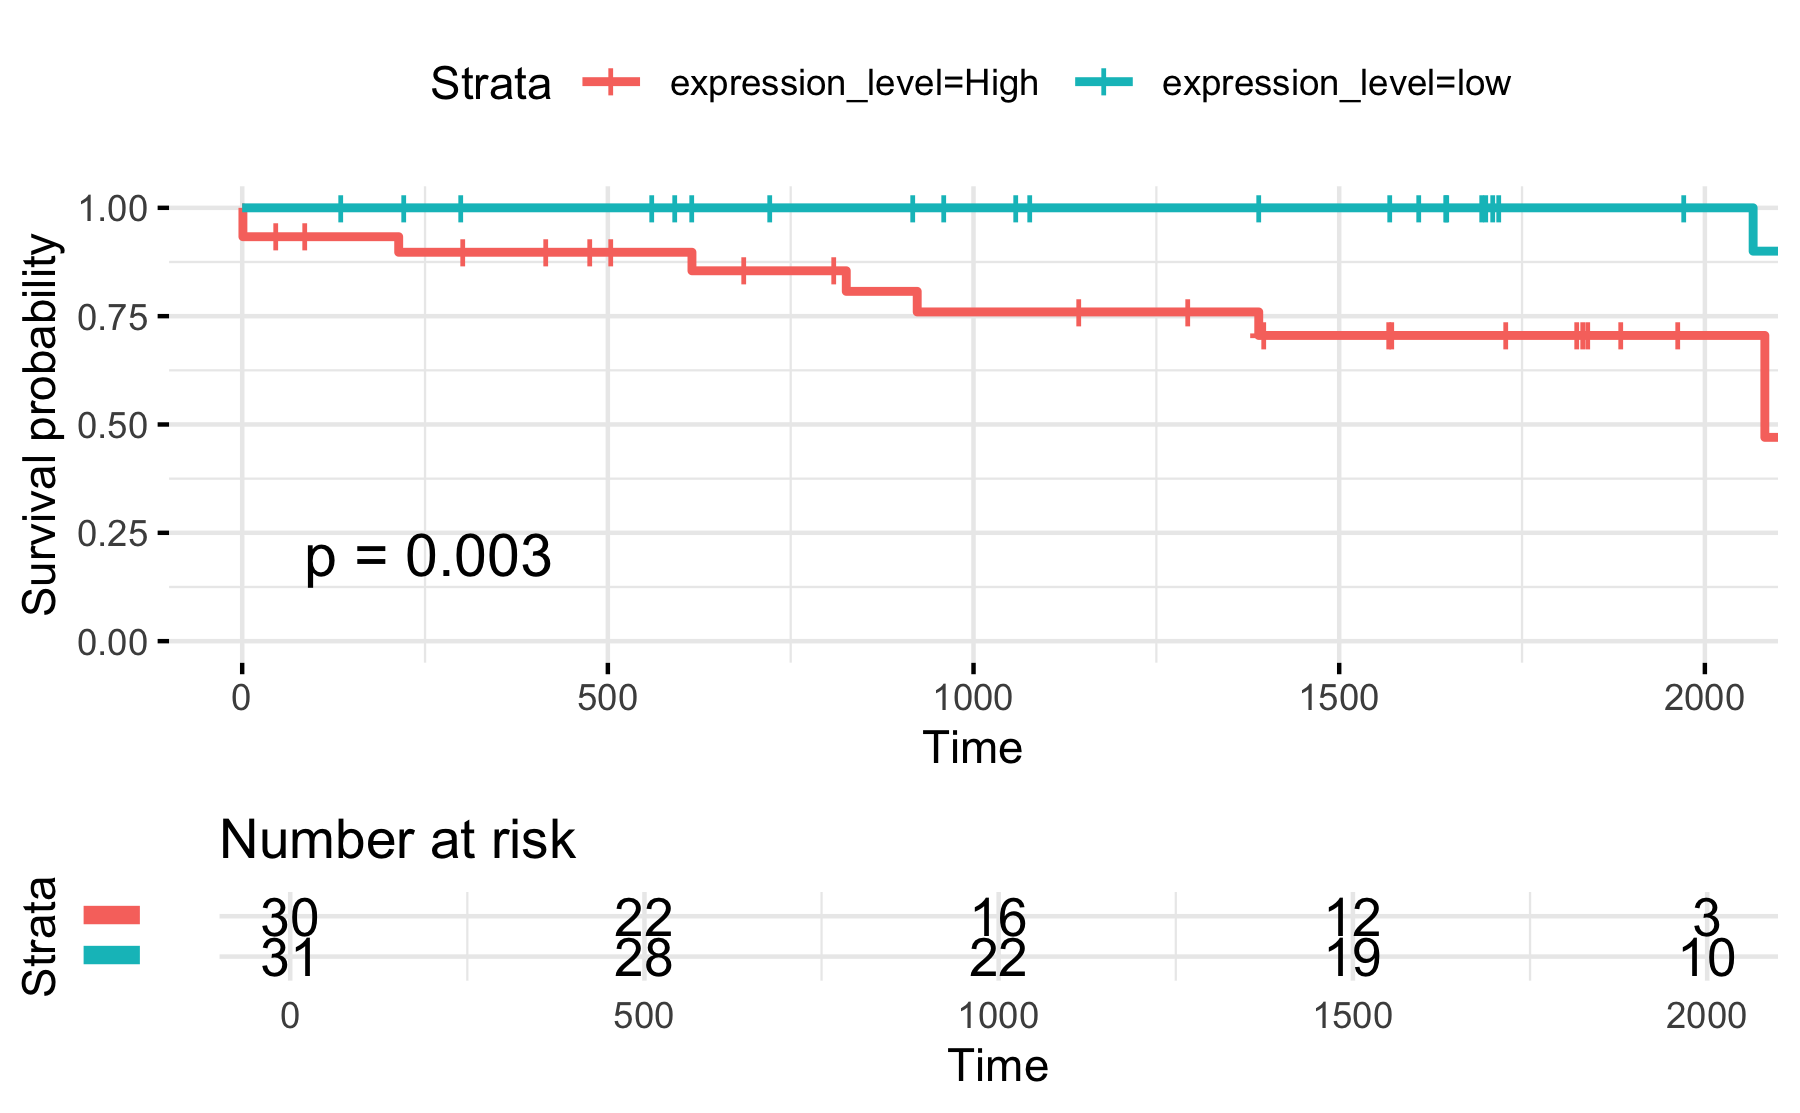 Strata expression_level=High expression_level=low
Survival probability
1.00
0.75
0.50
0.25
0.00
p = 0.003
0 500 1000 1500 2000
Time
Number at risk
Strata
30 22 16 12 3
31 28 22 19 10
0 500 1000 1500 2000
Time